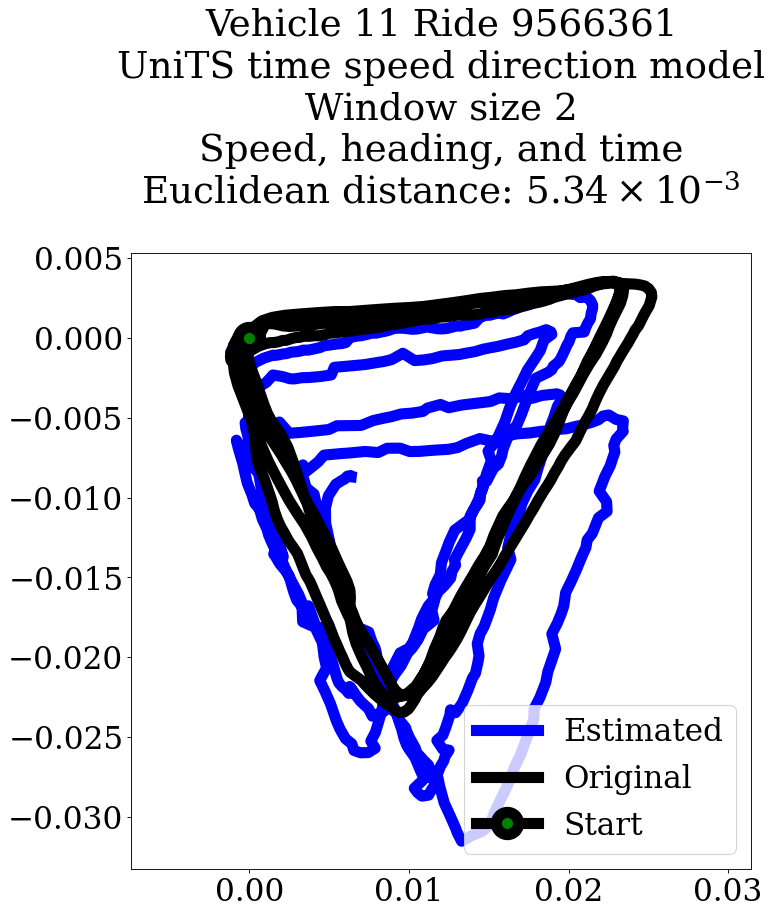 Vehicle 11 Ride 9566361
UniTS time speed direction model
Window size 2
Speed, heading, and time
Euclidean distance: 5.34 × 10⁻³
0.005
0.000
−0.005
−0.010
−0.015
−0.020
−0.025
−0.030
Estimated
Original
Start
0.00 0.01 0.02 0.03